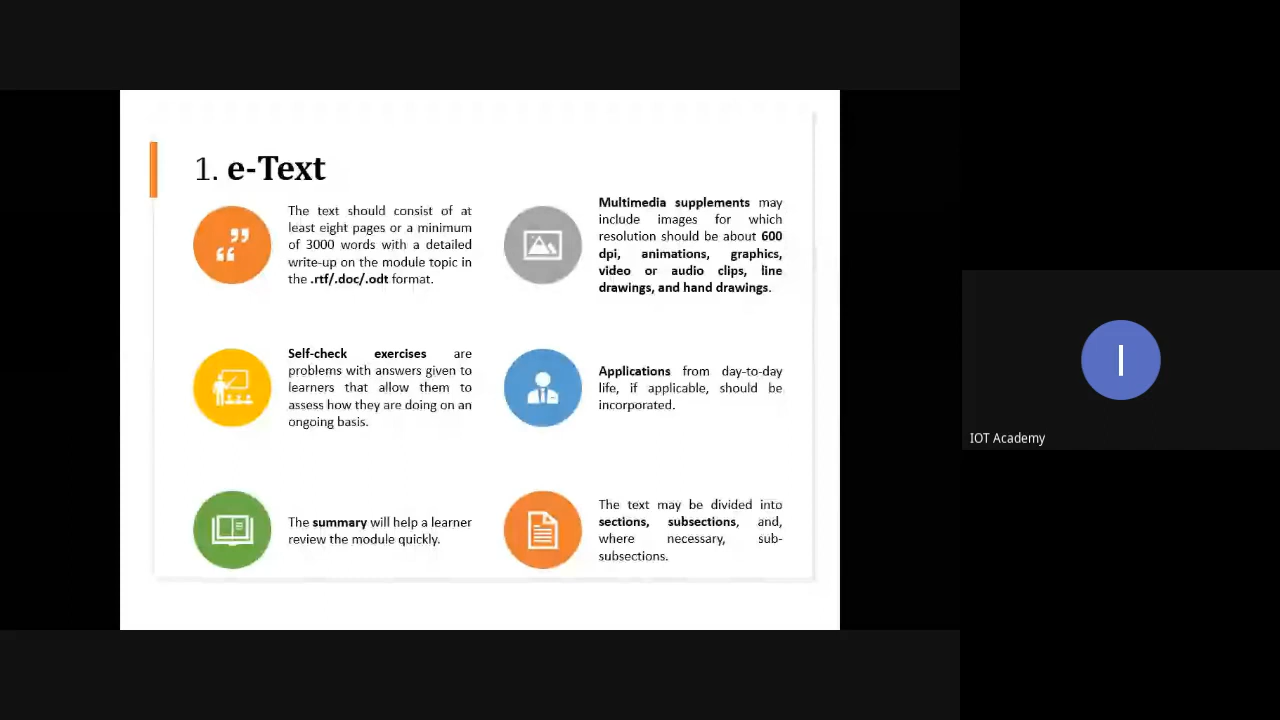 1. e-Text
The text should consist of at
least eight pages or a minimum
of 3000 words with a detailed
write-up on the module topic in
the .rtf/.doc/.odt format.
Multimedia supplements may
include images for which
resolution should be about 600
dpi, animations, graphics,
video or audio clips, line
drawings, and hand drawings.
Self-check exercises are
problems with answers given to
learners that allow them to
assess how they are doing on an
ongoing basis.
Applications from day-to-day
life, if applicable, should be
incorporated.
The summary will help a learner
review the module quickly.
The text may be divided into
sections, subsections, and,
where necessary, sub-
subsections.
I
IOT Academy